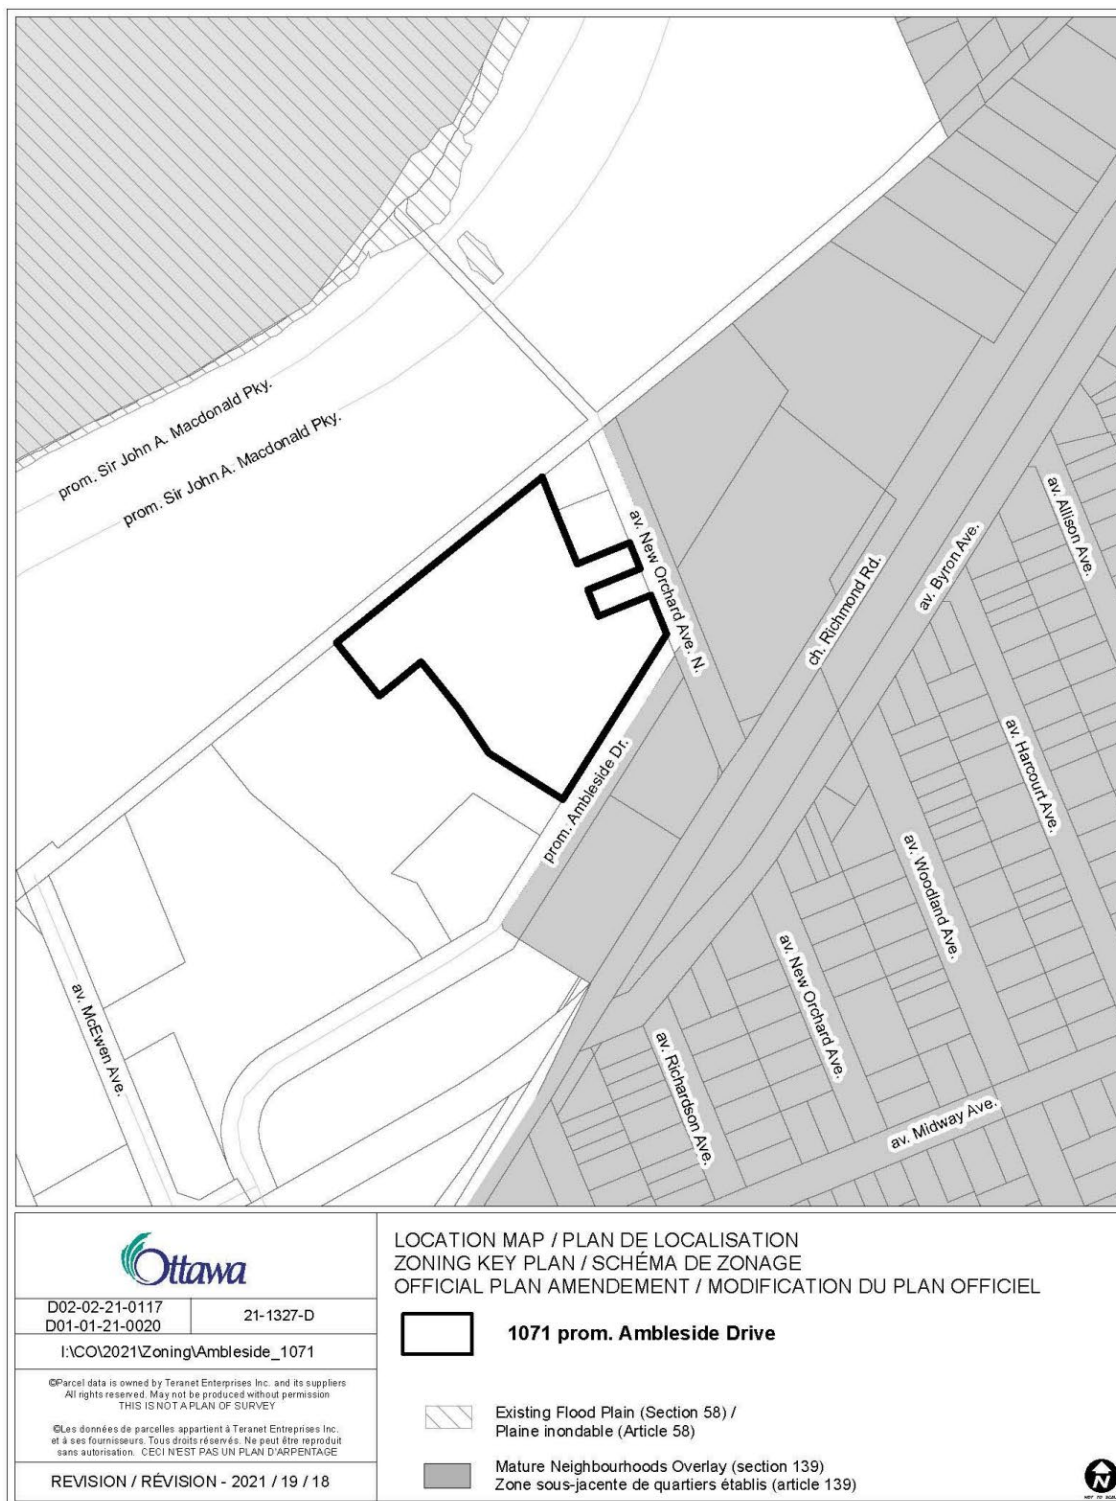 prom. Sir John A. Macdonald Pky.
prom. Sir John A. Macdonald Pky.
av. New Orchard Ave. N.
av. Allison Ave.
av. Byron Ave.
ch. Richmond Rd.
av. Harcourt Ave.
prom. Ambleside Dr.
av. Woodland Ave.
av. New Orchard Ave.
av. McEwen Ave.
av. Richardson Ave.
av. Midway Ave.
Ottawa
D02-02-21-0117
D01-01-21-0020
21-1327-D
I:\CO\2021\Zoning\Ambleside_1071
©Parcel data is owned by Teranet Enterprises Inc. and its suppliers
All rights reserved. May not be produced without permission
THIS IS NOT A PLAN OF SURVEY
©Les données de parcelles appartient à Teranet Entreprises Inc.
et à ses fournisseurs. Tous droits réservés. Ne peut être reproduit
sans autorisation. CECI N'EST PAS UN PLAN D'ARPENTAGE
REVISION / RÉVISION - 2021 / 19 / 18
LOCATION MAP / PLAN DE LOCALISATION
ZONING KEY PLAN / SCHÉMA DE ZONAGE
OFFICIAL PLAN AMENDEMENT / MODIFICATION DU PLAN OFFICIEL
1071 prom. Ambleside Drive
Existing Flood Plain (Section 58) /
Plaine inondable (Article 58)
Mature Neighbourhoods Overlay (section 139)
Zone sous-jacente de quartiers établis (article 139)
N